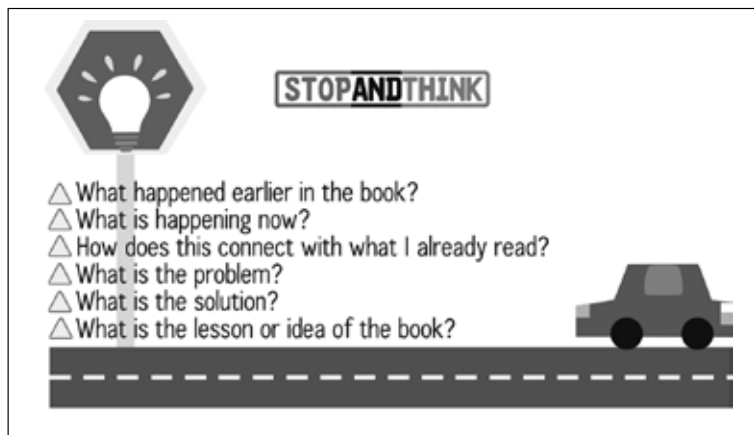 STOPANDTHINK
What happened earlier in the book?
What is happening now?
How does this connect with what I already read?
What is the problem?
What is the solution?
What is the lesson or idea of the book?